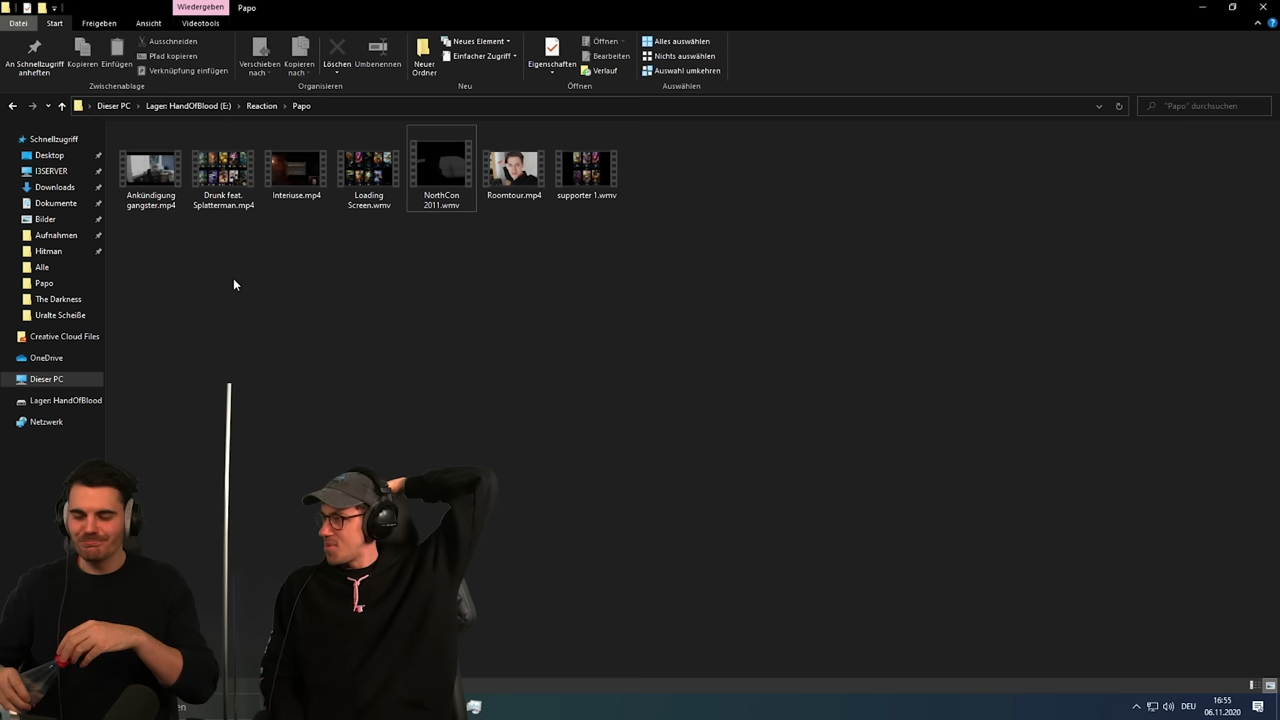 Wiedergeben
Papo
Datei
Start
Freigeben
Ansicht
Videotools
An Schnellzugriff
anheften
Kopieren
Einfügen
Ausschneiden
Pfad kopieren
Verknüpfung einfügen
Zwischenablage
Verschieben
nach
Kopieren
nach
Löschen
Umbenennen
Organisieren
Neuer
Ordner
Neues Element
Einfacher Zugriff
Neu
Eigenschaften
Öffnen
Bearbeiten
Verlauf
Öffnen
Alles auswählen
Nichts auswählen
Auswahl umkehren
Auswählen
Dieser PC > Lager: HandOfBlood (E:) > Reaction > Papo
"Papo" durchsuchen
Schnellzugriff
Desktop
I3SERVER
Downloads
Dokumente
Bilder
Aufnahmen
Hitman
Alle
Papo
The Darkness
Uralte Scheiße
Creative Cloud Files
OneDrive
Dieser PC
Lager: HandOfBlood
Netzwerk
Ankündigung
gangster.mp4
Drunk feat.
Splatterman.mp4
Interiuse.mp4
Loading
Screen.wmv
NorthCon
2011.wmv
Roomtour.mp4
supporter 1.wmv
DEU
16:55
06.11.2020